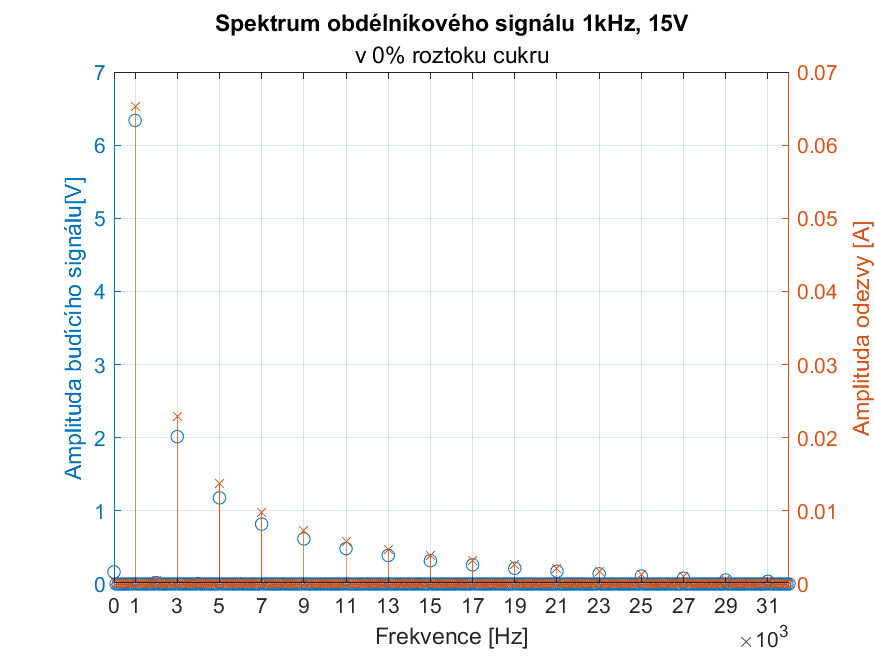 Spektrum obdélníkového signálu 1kHz, 15V
v 0% roztoku cukru
Amplituda budícího signálu[V]
7
6
5
4
3
2
1
0
0.07
0.06
0.05
0.04
0.03
0.02
0.01
0
Amplituda odezvy [A]
0 1 3 5 7 9 11 13 15 17 19 21 23 25 27 29 31
Frekvence [Hz]
×10³